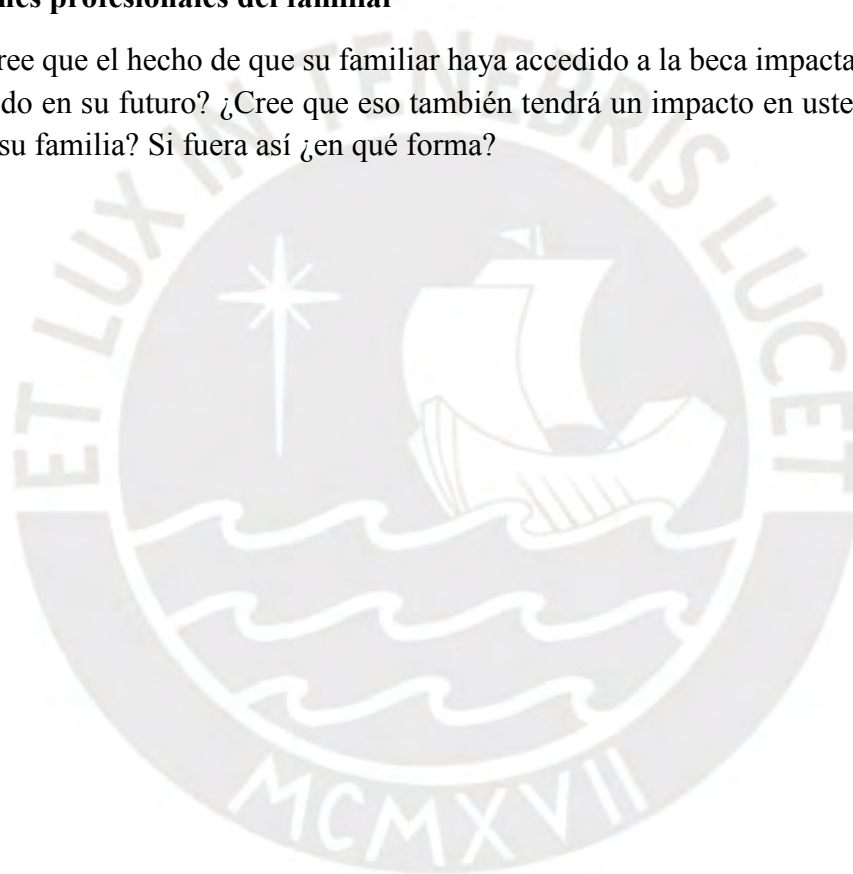 nes profesionales del familiar
ree que el hecho de que su familiar haya accedido a la beca impacta
do en su futuro? ¿Cree que eso también tendrá un impacto en uste
su familia? Si fuera así ¿en qué forma?
ET LUX IN TENEBRIS LUCET
MCMXVII